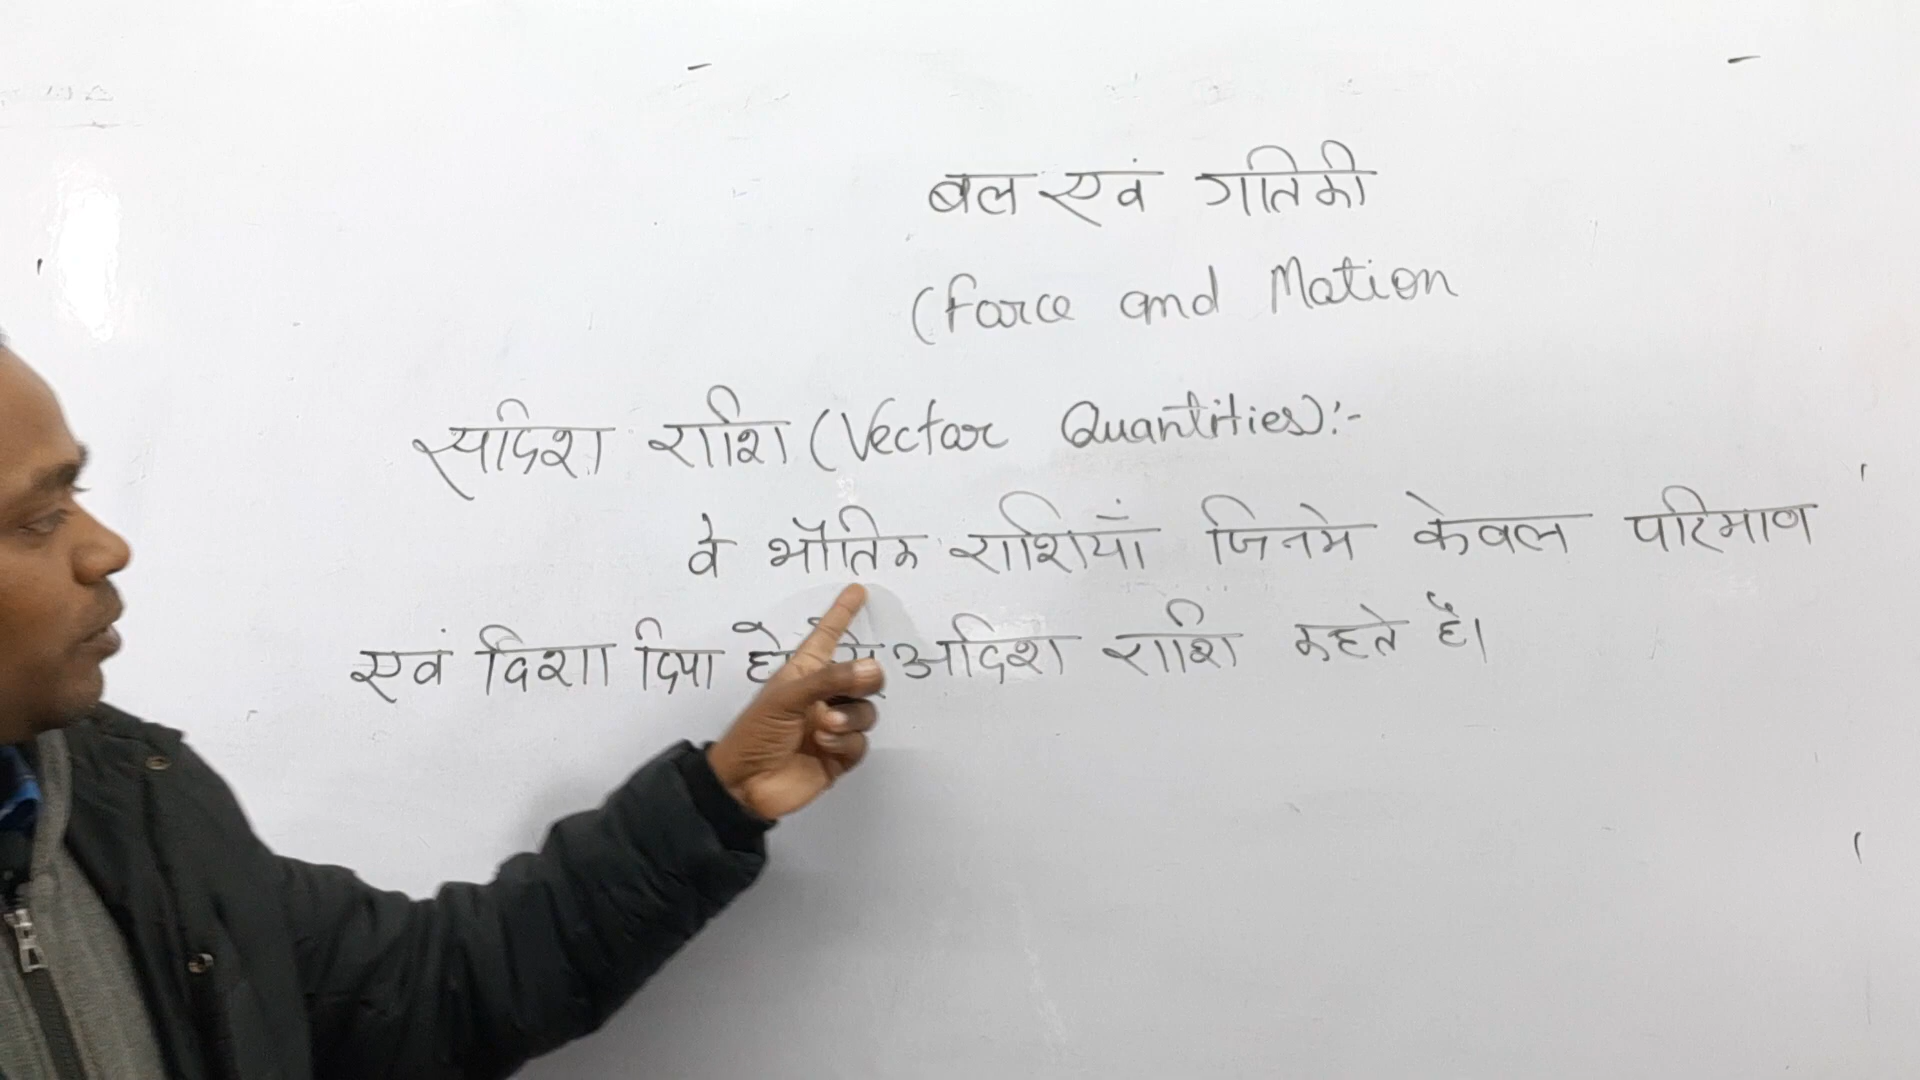 बल एवं गतिकी
(Force and Motion
सदिश राशि (Vector Quantities):-
वे भौतिक राशियाँ जिनमे केवल परिमाण
एवं दिशा दिया हो अदिश राशि कहते हैं।